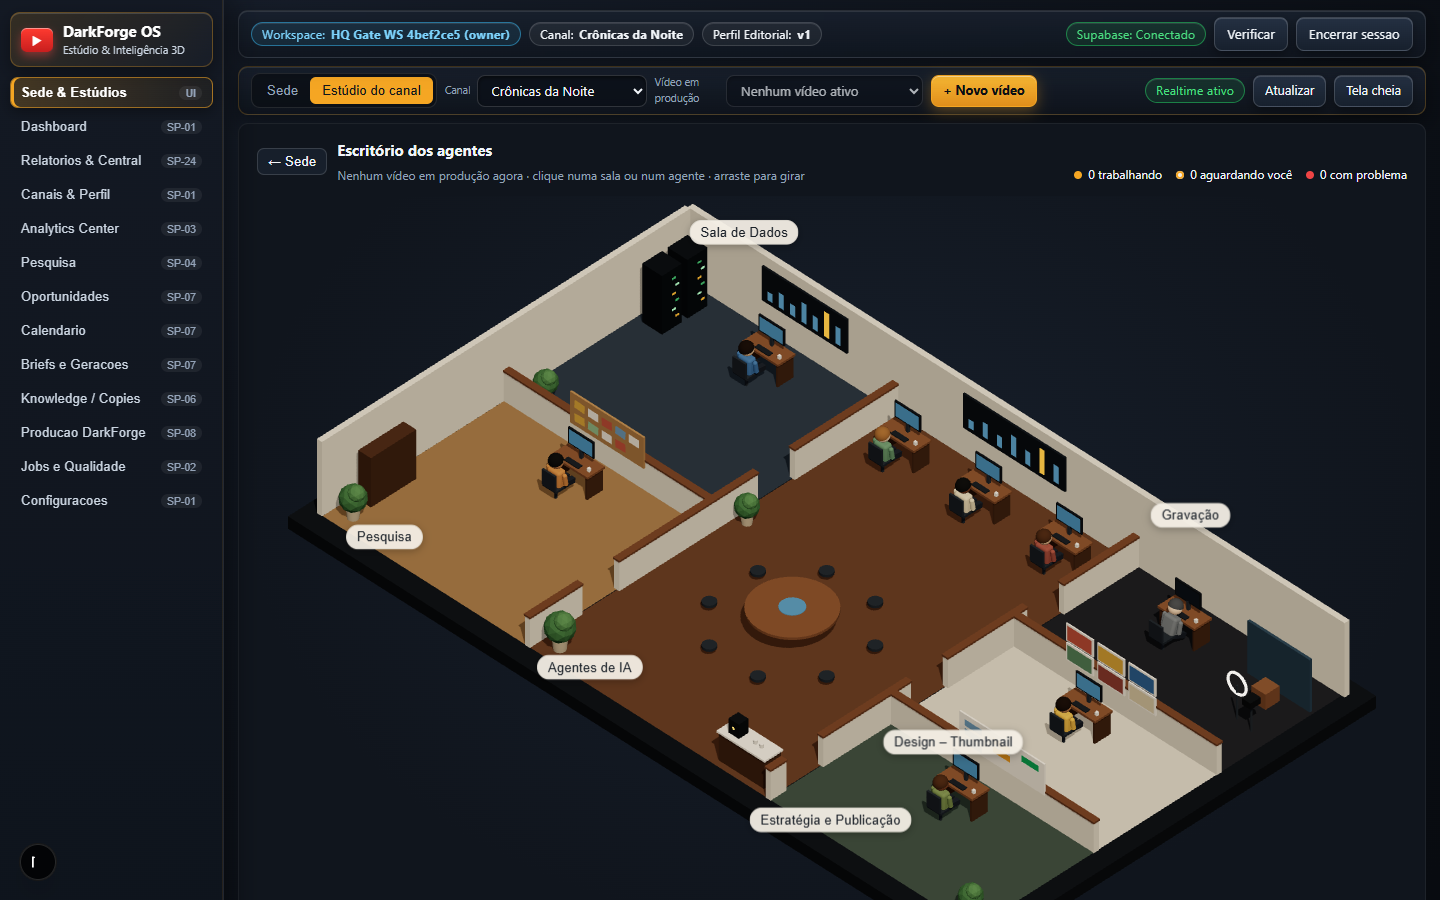 DarkForge OS
Estúdio & Inteligência 3D
Sede & Estúdios UI
Dashboard SP-01
Relatorios & Central SP-24
Canais & Perfil SP-01
Analytics Center SP-03
Pesquisa SP-04
Oportunidades SP-07
Calendario SP-07
Briefs e Geracoes SP-07
Knowledge / Copies SP-06
Producao DarkForge SP-08
Jobs e Qualidade SP-02
Configuracoes SP-01
Workspace: HQ Gate WS 4bef2ce5 (owner) Canal: Crônicas da Noite Perfil Editorial: v1 Supabase: Conectado Verificar Encerrar sessao
Sede Estúdio do canal Canal Crônicas da Noite Vídeo em produção Nenhum vídeo ativo + Novo vídeo Realtime ativo Atualizar Tela cheia
← Sede
Escritório dos agentes
Nenhum vídeo em produção agora · clique numa sala ou num agente · arraste para girar
0 trabalhando 0 aguardando você 0 com problema
Sala de Dados
Gravação
Pesquisa
Agentes de IA
Design – Thumbnail
Estratégia e Publicação